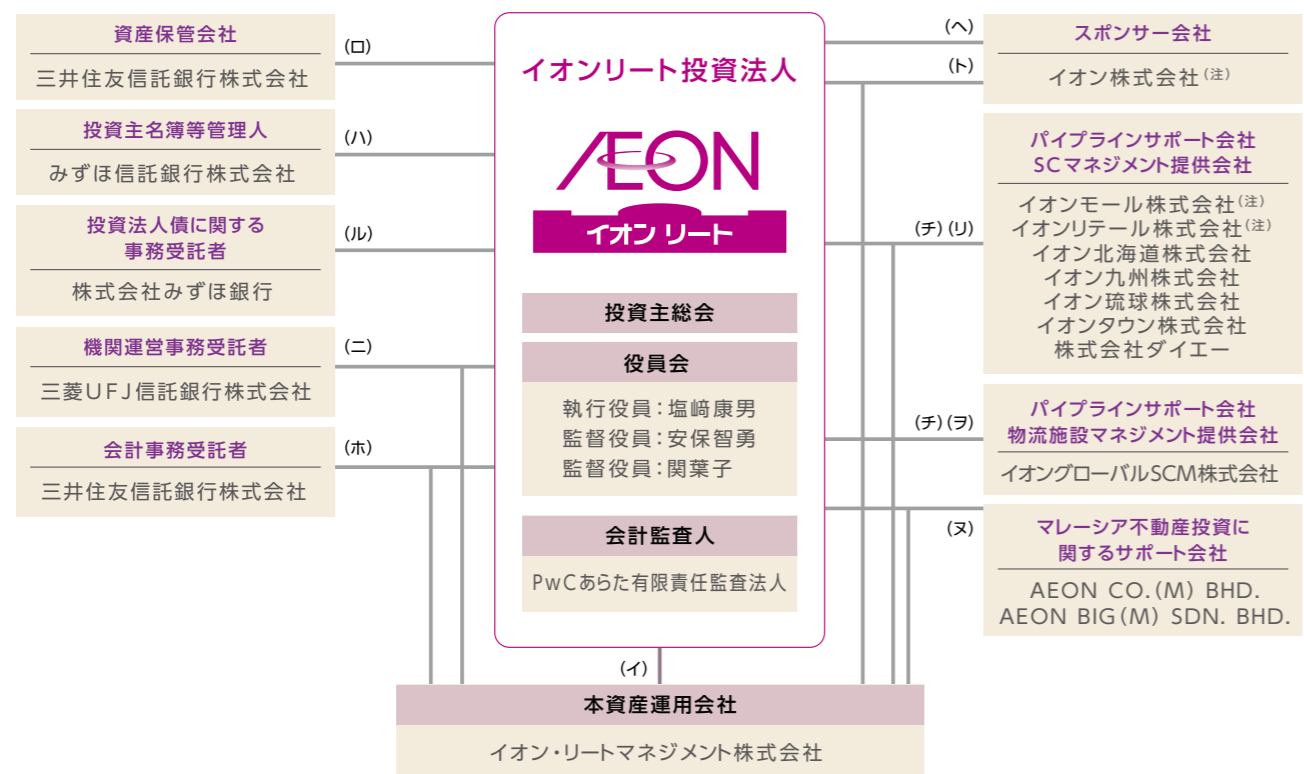 資産保管会社
三井住友信託銀行株式会社
(ロ)
投資主名簿等管理人
みずほ信託銀行株式会社
(ハ)
投資法人債に関する
事務受託者
株式会社みずほ銀行
(ル)
機関運営事務受託者
三菱UFJ信託銀行株式会社
(ニ)
会計事務受託者
三井住友信託銀行株式会社
(ホ)
イオンリート投資法人
ÆON
イオン リート
投資主総会
役員会
執行役員：塩﨑康男
監督役員：安保智勇
監督役員：関葉子
会計監査人
PwCあらた有限責任監査法人
(イ)
本資産運用会社
イオン・リートマネジメント株式会社
(ヘ)
(ト)
スポンサー会社
イオン株式会社(注)
(チ)(リ)
パイプラインサポート会社
SCマネジメント提供会社
イオンモール株式会社(注)
イオンリテール株式会社(注)
イオン北海道株式会社
イオン九州株式会社
イオン琉球株式会社
イオンタウン株式会社
株式会社ダイエー
(チ)(ヲ)
パイプラインサポート会社
物流施設マネジメント提供会社
イオングローバルSCM株式会社
(ヌ)
マレーシア不動産投資に
関するサポート会社
AEON CO.(M) BHD.
AEON BIG(M) SDN. BHD.